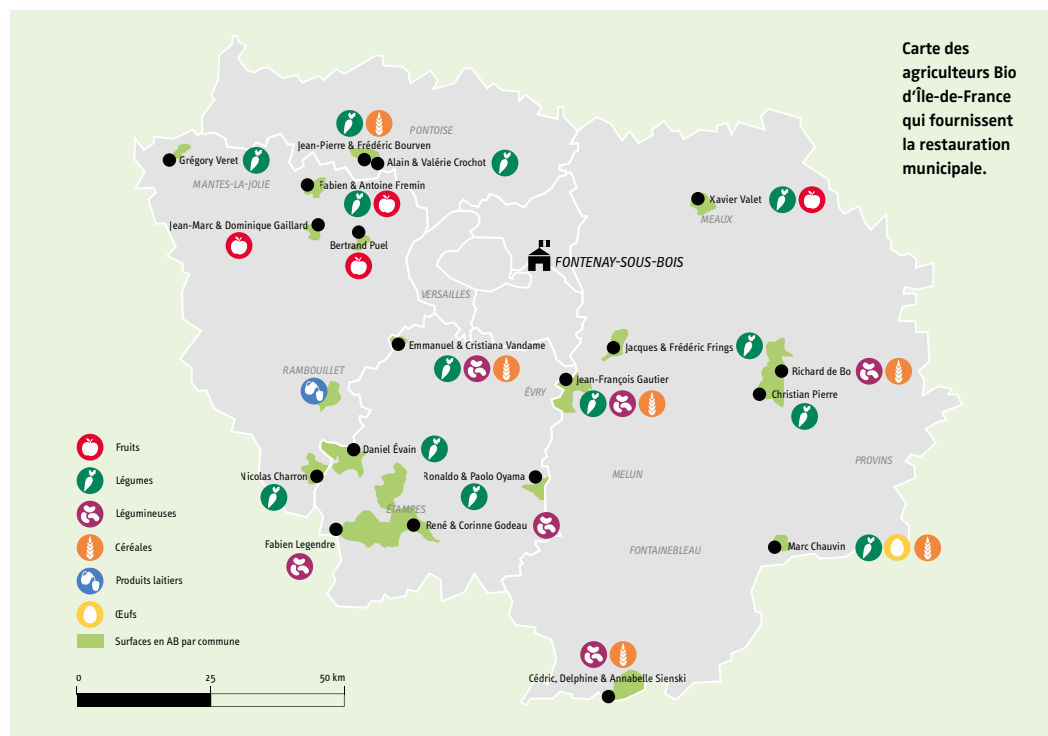 Carte des
agriculteurs Bio
d'Île-de-France
qui fournissent
la restauration
municipale.
PONTOISE
Jean-Pierre & Frédéric Bourven
Grégory Veret
Alain & Valérie Crochot
MANTES-LA-JOLIE
Fabien & Antoine Fremin
Xavier Valet
MEAUX
Jean-Marc & Dominique Gaillard
Bertrand Puel
FONTENAY-SOUS-BOIS
VERSAILLES
Emmanuel & Cristiana Vandame
Jacques & Frédéric Frings
RAMBOUILLET
Jean-François Gautier
Richard de Bo
ÉVRY
Christian Pierre
Fruits
Daniel Évain
Légumes
Nicolas Charron
Ronaldo & Paolo Oyama
MELUN
PROVINS
Légumineuses
ÉTAMPES
René & Corinne Godeau
Fabien Legendre
Céréales
FONTAINEBLEAU
Marc Chauvin
Produits laitiers
Œufs
Surfaces en AB par commune
Cédric, Delphine & Annabelle Sienski
0 25 50 km